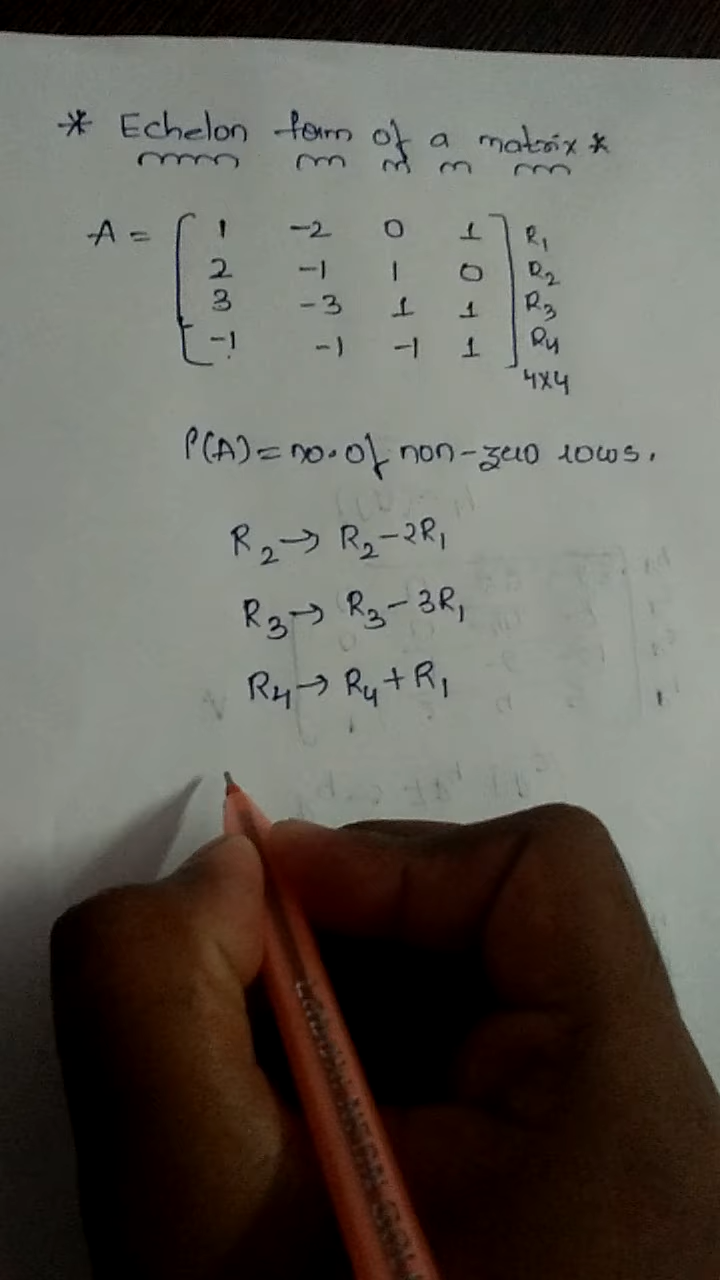 * Echelon form of a matrix *
A = [ 1 -2 0 1 ] R1
2 -1 1 0 R2
3 -3 1 1 R3
-1 -1 -1 1 R4
4x4
P(A) = no. of non-zero rows.
R2 → R2 - 2R1
R3 → R3 - 3R1
R4 → R4 + R1